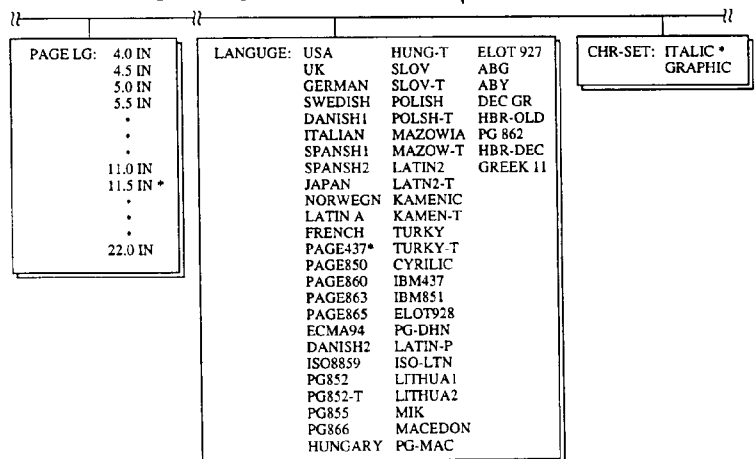 PAGE LG: 4.0 IN
4.5 IN
5.0 IN
5.5 IN
•
•
•
11.0 IN
11.5 IN *
•
•
•
22.0 IN
LANGUGE: USA HUNG-T ELOT 927
UK SLOV ABG
GERMAN SLOV-T ABY
SWEDISH POLISH DEC GR
DANISH1 POLSH-T HBR-OLD
ITALIAN MAZOWIA PG 862
SPANSH1 MAZOW-T HBR-DEC
SPANSH2 LATIN2 GREEK 11
JAPAN LATN2-T
NORWEGN KAMENIC
LATIN A KAMEN-T
FRENCH TURKY
PAGE437* TURKY-T
PAGE850 CYRILIC
PAGE860 IBM437
PAGE863 IBM851
PAGE865 ELOT928
ECMA94 PG-DHN
DANISH2 LATIN-P
ISO8859 ISO-LTN
PG852 LITHUA1
PG852-T LITHUA2
PG855 MIK
PG866 MACEDON
HUNGARY PG-MAC
CHR-SET: ITALIC *
GRAPHIC